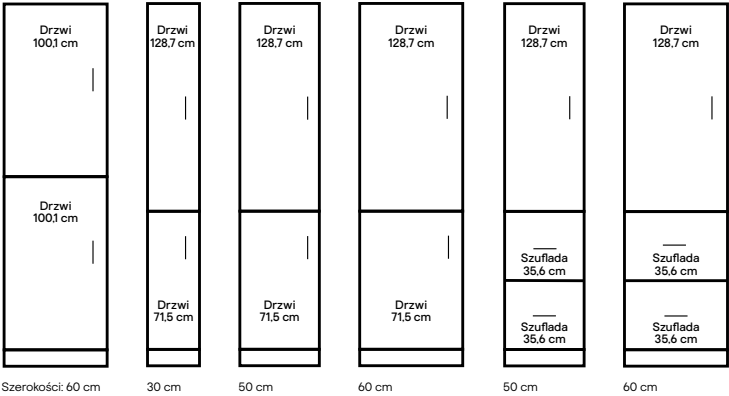 Drzwi
100,1 cm
Drzwi
128,7 cm
Drzwi
128,7 cm
Drzwi
128,7 cm
Drzwi
128,7 cm
Drzwi
128,7 cm
Drzwi
100,1 cm
Drzwi
71,5 cm
Drzwi
71,5 cm
Drzwi
71,5 cm
Szuflada
35,6 cm
Szuflada
35,6 cm
Szuflada
35,6 cm
Szuflada
35,6 cm
Szerokości: 60 cm
30 cm
50 cm
60 cm
50 cm
60 cm